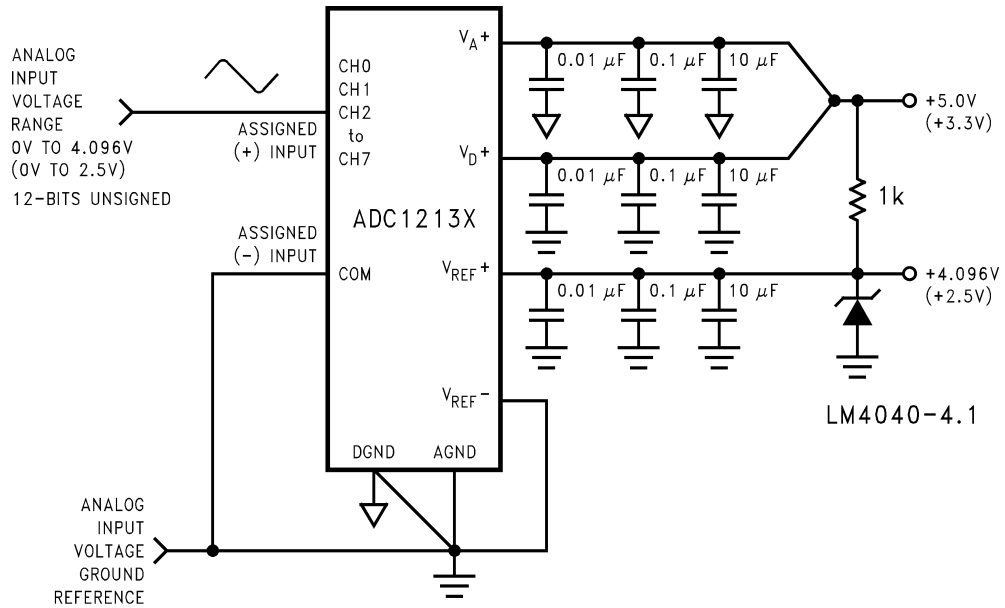 ANALOG
INPUT
VOLTAGE
RANGE
0V TO 4.096V
(0V TO 2.5V)
12-BITS UNSIGNED
ASSIGNED
(+) INPUT
ASSIGNED
(-) INPUT
CH0
CH1
CH2
to
CH7
COM
ADC1213X
VA+
VD+
VREF+
VREF-
DGND
AGND
0.01 μF
0.1 μF
10 μF
0.01 μF
0.1 μF
10 μF
0.01 μF
0.1 μF
10 μF
+5.0V
(+3.3V)
1k
+4.096V
(+2.5V)
LM4040-4.1
ANALOG
INPUT
VOLTAGE
GROUND
REFERENCE